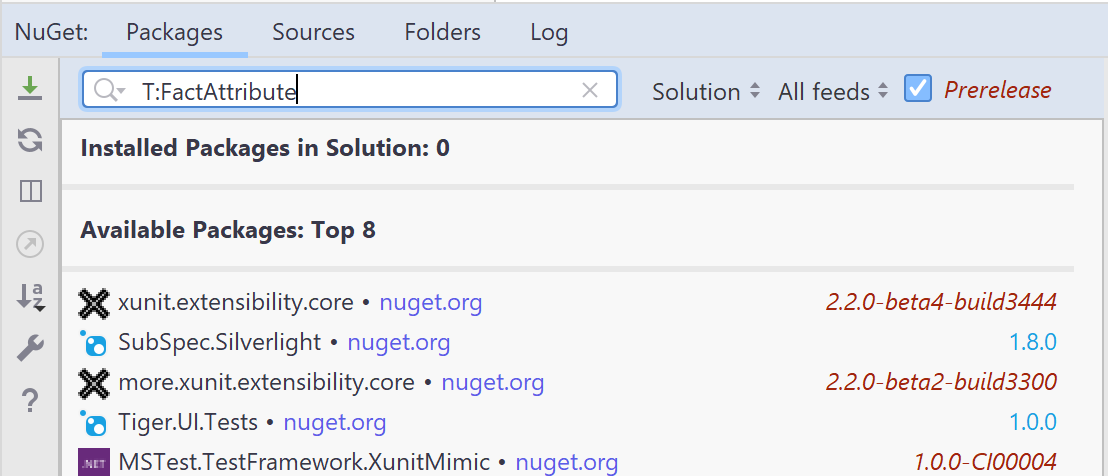 NuGet: Packages Sources Folders Log
T:FactAttribute Solution All feeds Prerelease
Installed Packages in Solution: 0
Available Packages: Top 8
xunit.extensibility.core • nuget.org 2.2.0-beta4-build3444
SubSpec.Silverlight • nuget.org 1.8.0
more.xunit.extensibility.core • nuget.org 2.2.0-beta2-build3300
Tiger.UI.Tests • nuget.org 1.0.0
.NET MSTest.TestFramework.XunitMimic • nuget.org 1.0.0-CI00004